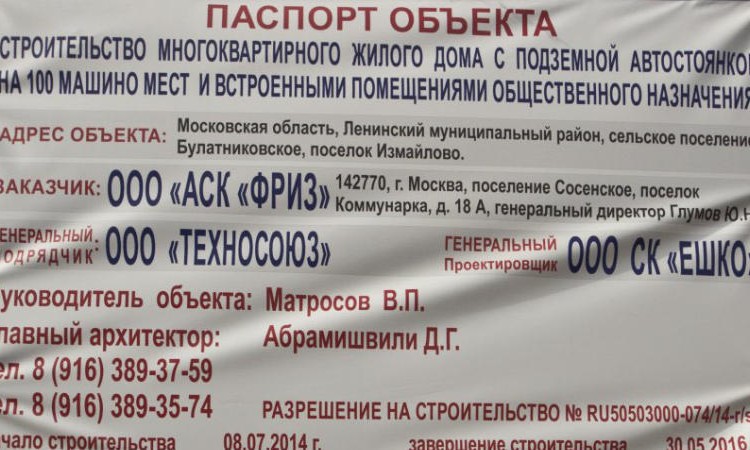 ПАСПОРТ ОБЪЕКТА
СТРОИТЕЛЬСТВО МНОГОКВАРТИРНОГО ЖИЛОГО ДОМА С ПОДЗЕМНОЙ АВТОСТОЯНКО
НА 100 МАШИНО МЕСТ И ВСТРОЕННЫМИ ПОМЕЩЕНИЯМИ ОБЩЕСТВЕННОГО НАЗНАЧЕНИЯ
АДРЕС ОБЪЕКТА: Московская область, Ленинский муниципальный район, сельское поселение
Булатниковское, поселок Измайлово.
ЗАКАЗЧИК: ООО «АСК «ФРИЗ» 142770, г. Москва, поселение Сосенское, поселок
Коммунарка, д. 18 А, генеральный директор Глумов Ю.Н
ЕНЕРАЛЬНЫЙ ПОДРЯДЧИК: ООО «ТЕХНОСОЮЗ» ГЕНЕРАЛЬНЫЙ Проектировщик ООО СК «ЕШКО»
уководитель объекта: Матросов В.П.
лавный архитектор: Абрамишвили Д.Г.
ел. 8 (916) 389-37-59
ел. 8 (916) 389-35-74 РАЗРЕШЕНИЕ НА СТРОИТЕЛЬСТВО № RU50503000-074/14-r/s
ачало строительства 08.07.2014 г. завершение строительства 30.05.2016